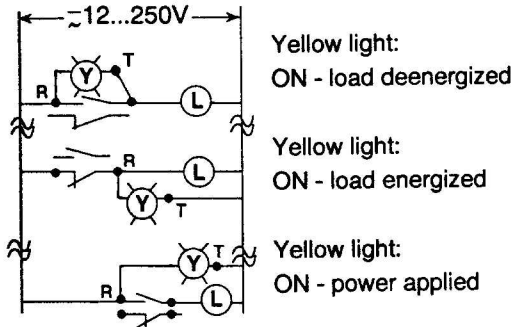 ⎓12...250V
Yellow light:
ON - load deenergized
Y T
R L
Yellow light:
ON - load energized
R L
Y T
Yellow light:
ON - power applied
Y T
R L